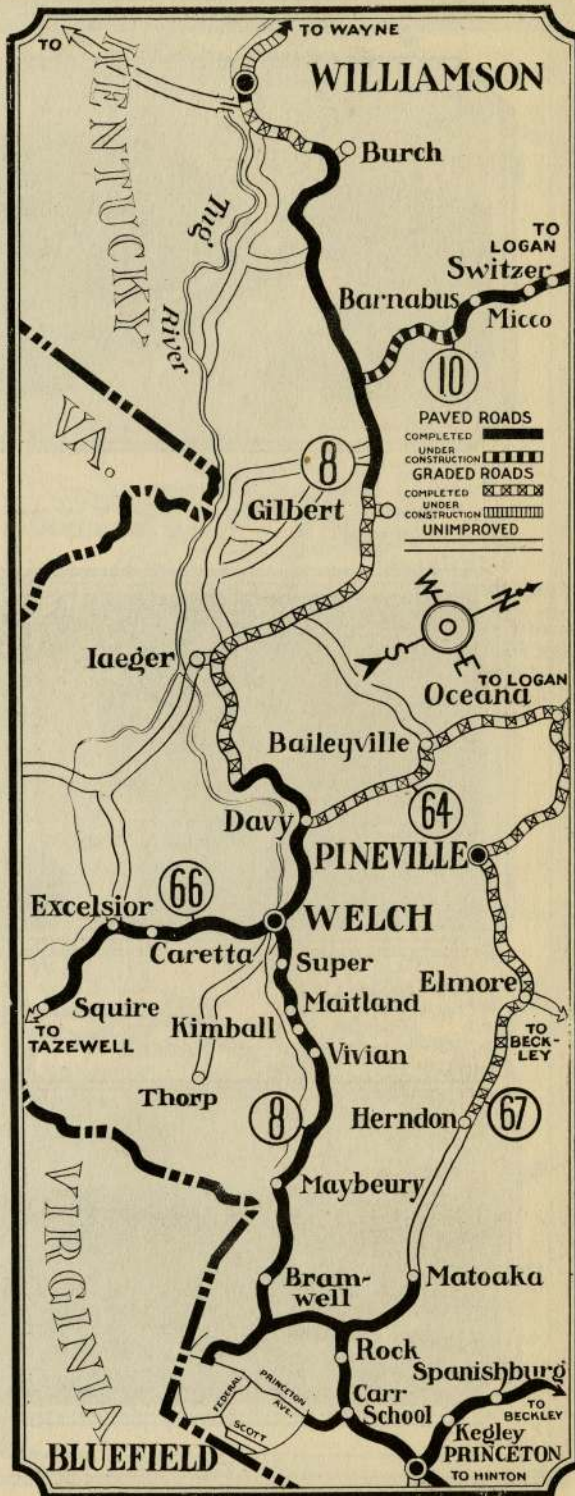 TO WAYNE
TO
KENTUCKY
WILLIAMSON
Burch
Tug
River
TO
LOGAN
Switzer
Barnabus
Micco
10
VA.
PAVED ROADS
COMPLETED
UNDER
CONSTRUCTION
GRADED ROADS
COMPLETED
UNDER
CONSTRUCTION
UNIMPROVED
8
Gilbert
W
N
S
E
Iaeger
TO LOGAN
Oceana
Baileyville
64
Davy
PINEVILLE
66
Excelsior
WELCH
Caretta
Super
Elmore
Squire
Maitland
TO
TAZEWELL
Kimball
TO
BECK-
LEY
Vivian
Thorp
8
Herndon
67
VIRGINIA
Maybeury
Bram-
well
Matoaka
Rock
Spanishburg
PRINCETON
AVE.
FEDERAL
Carr
School
TO
BECKLEY
SCOTT
Kegley
BLUEFIELD
PRINCETON
TO HINTON